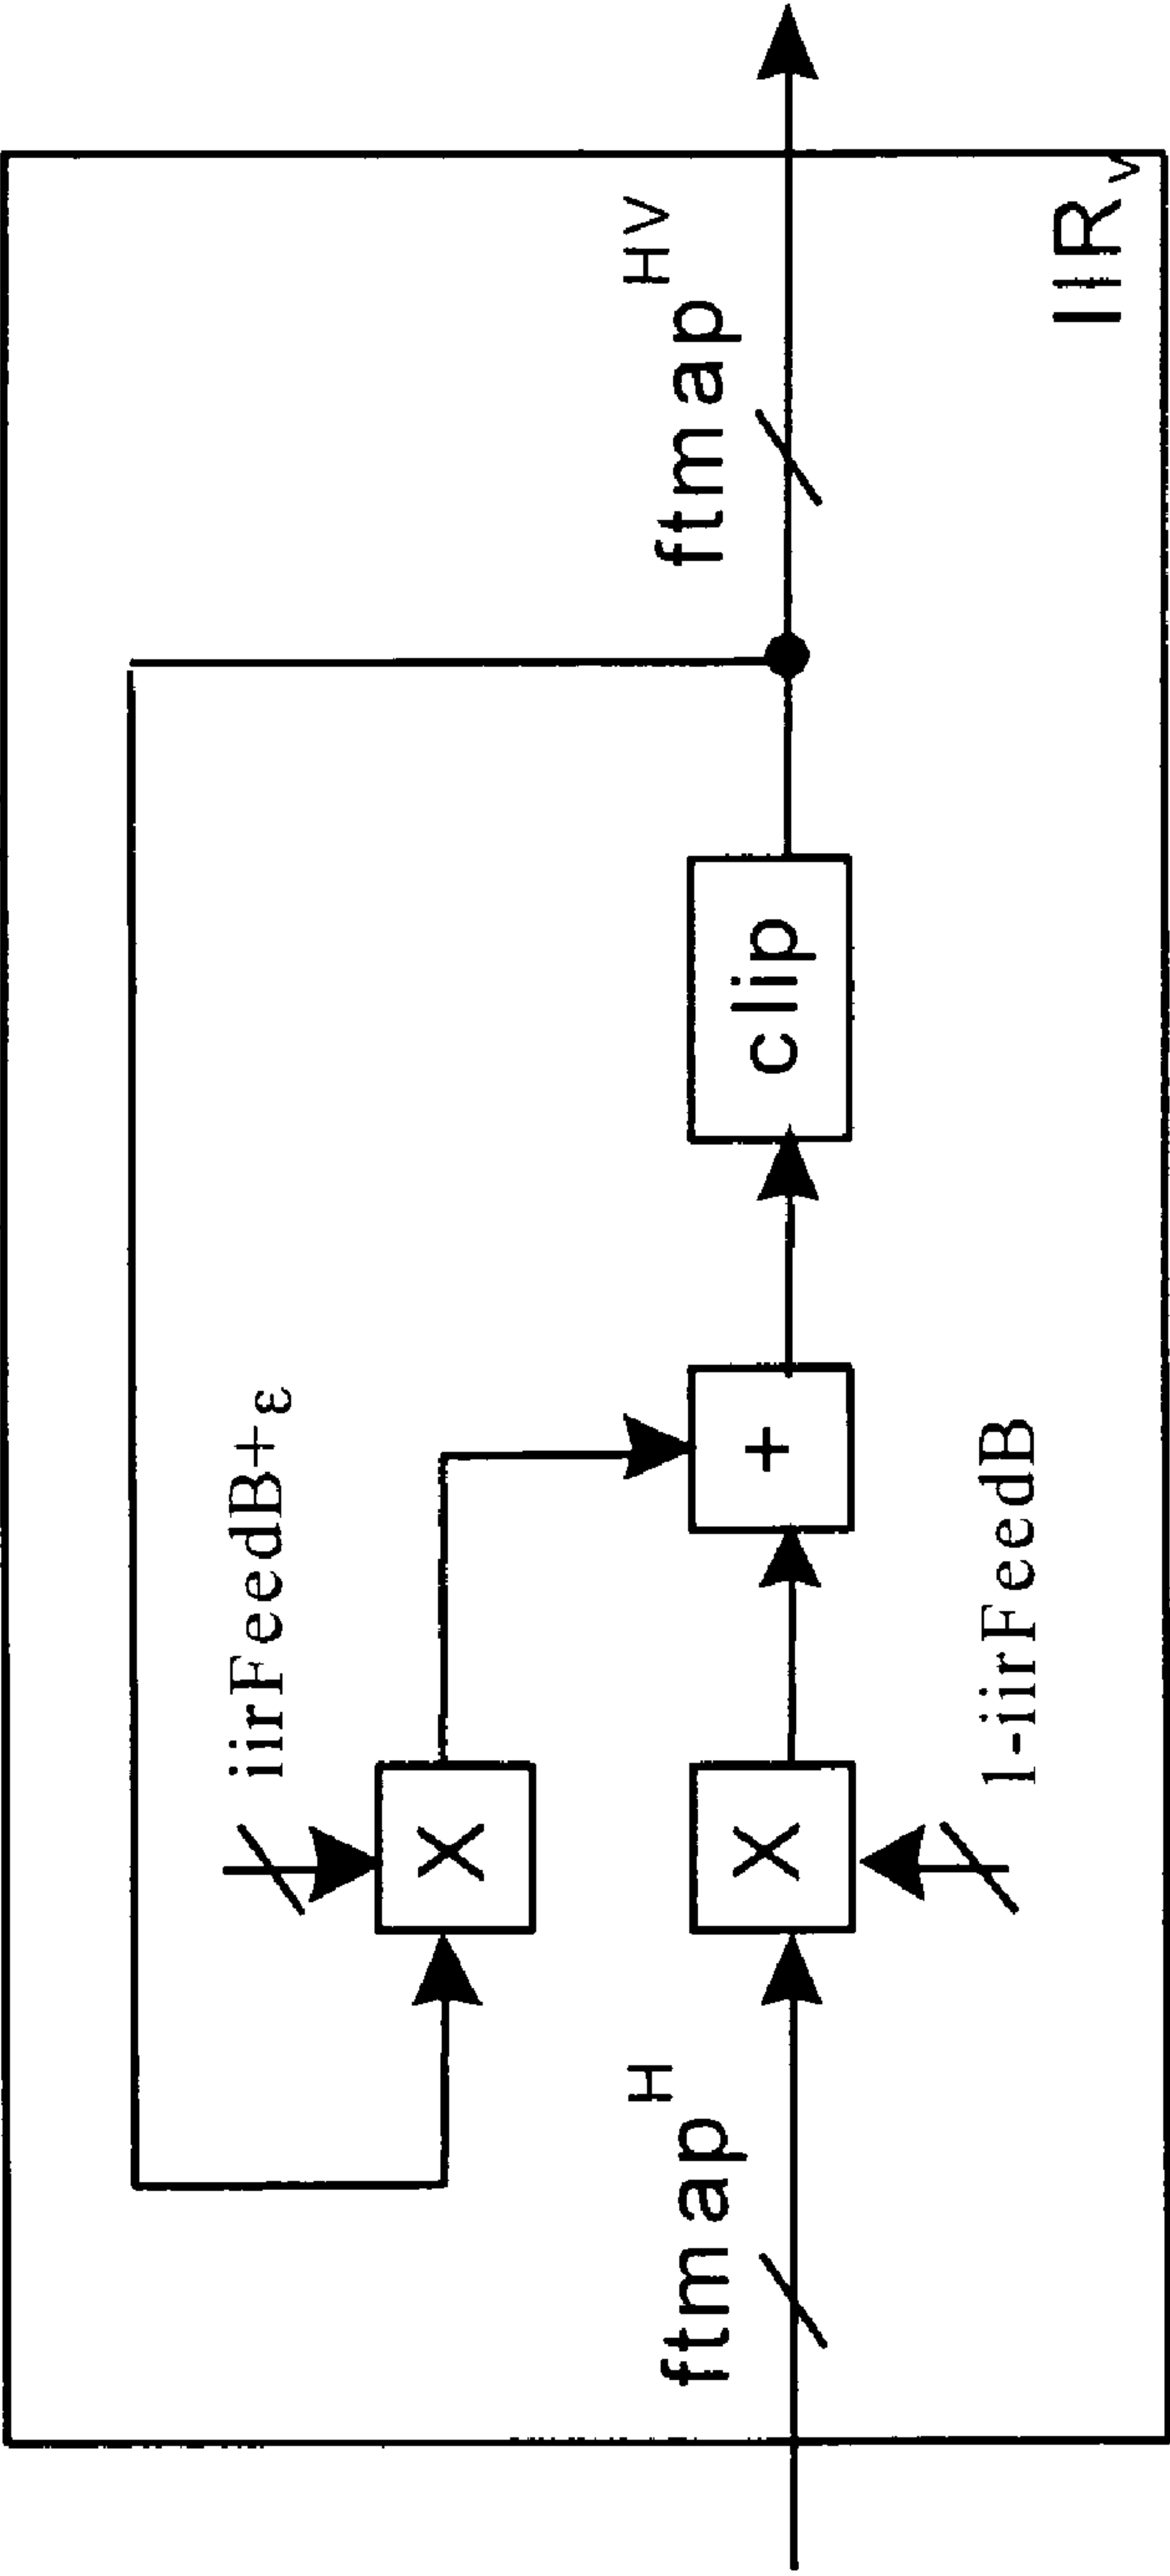 iirFeedB+ε
X
ftmap^H
X
1-iirFeedB
+
clip
ftmap^HV
IIR_V